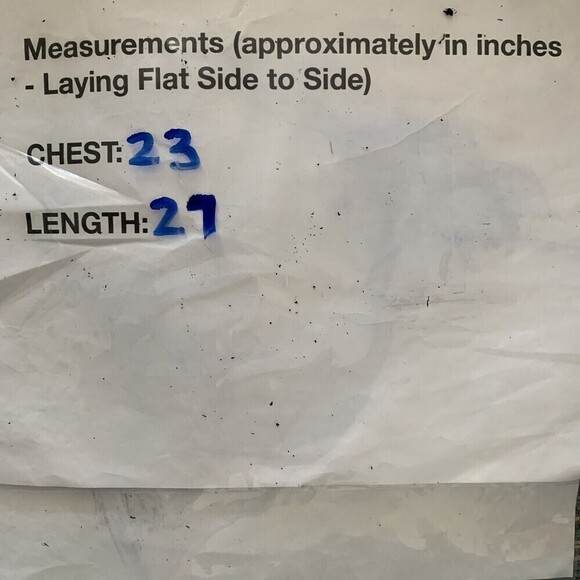 Measurements (approximately in inches
- Laying Flat Side to Side)
CHEST: 23
LENGTH: 27